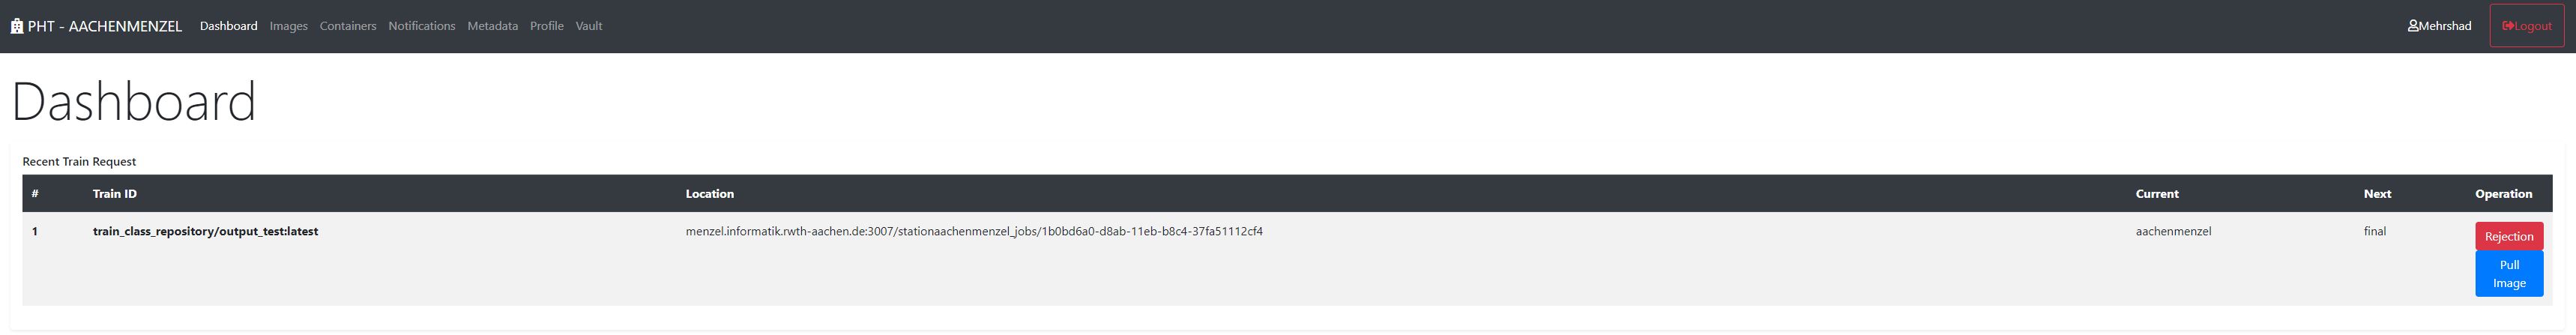 PHT - AACHENMENZEL Dashboard Images Containers Notifications Metadata Profile Vault Mehrshad Logout
Dashboard
Recent Train Request
# Train ID Location Current Next Operation
1 train_class_repository/output_test:latest menzel.informatik.rwth-aachen.de:3007/stationaachenmenzel_jobs/1b0bd6a0-d8ab-11eb-b8c4-37fa51112cf4 aachenmenzel final Rejection
Pull
Image